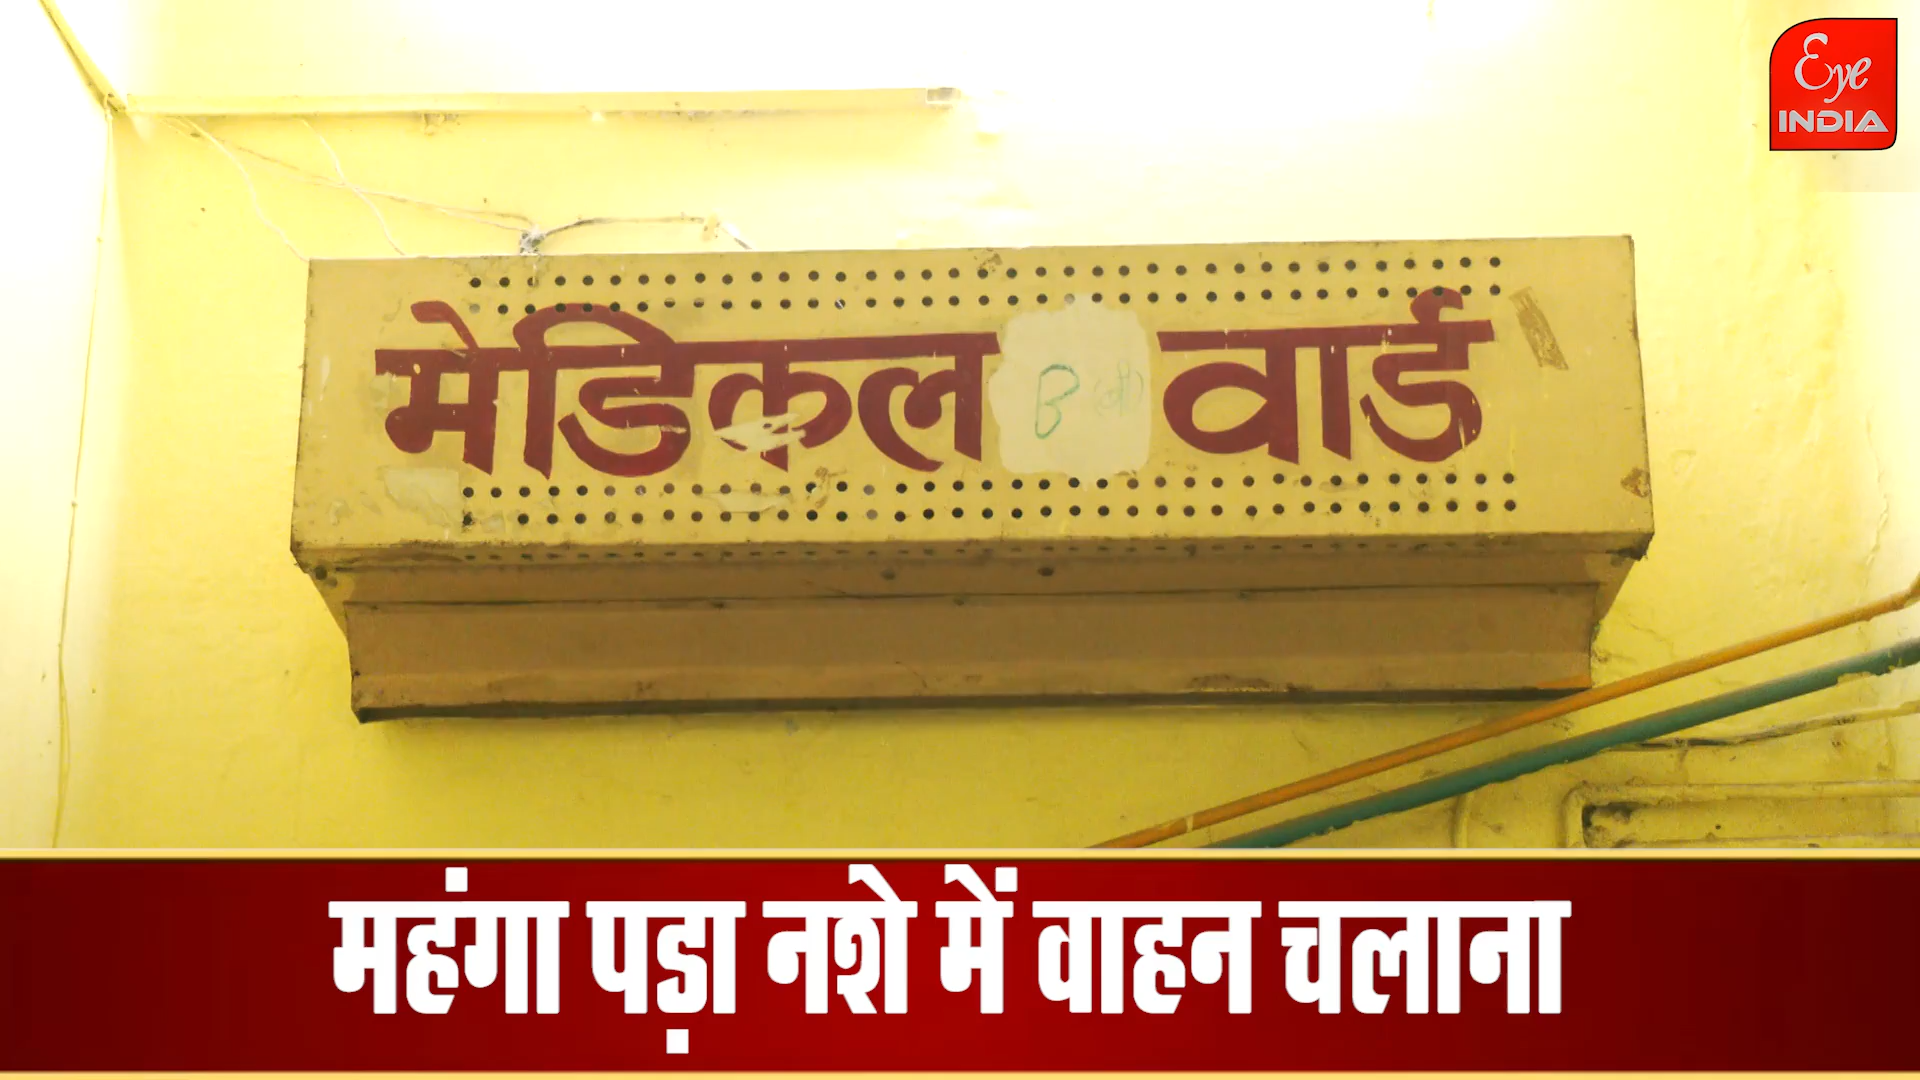 Eye
INDIA
मेडिकल B (बी) वार्ड
महंगा पड़ा नशे में वाहन चलाना